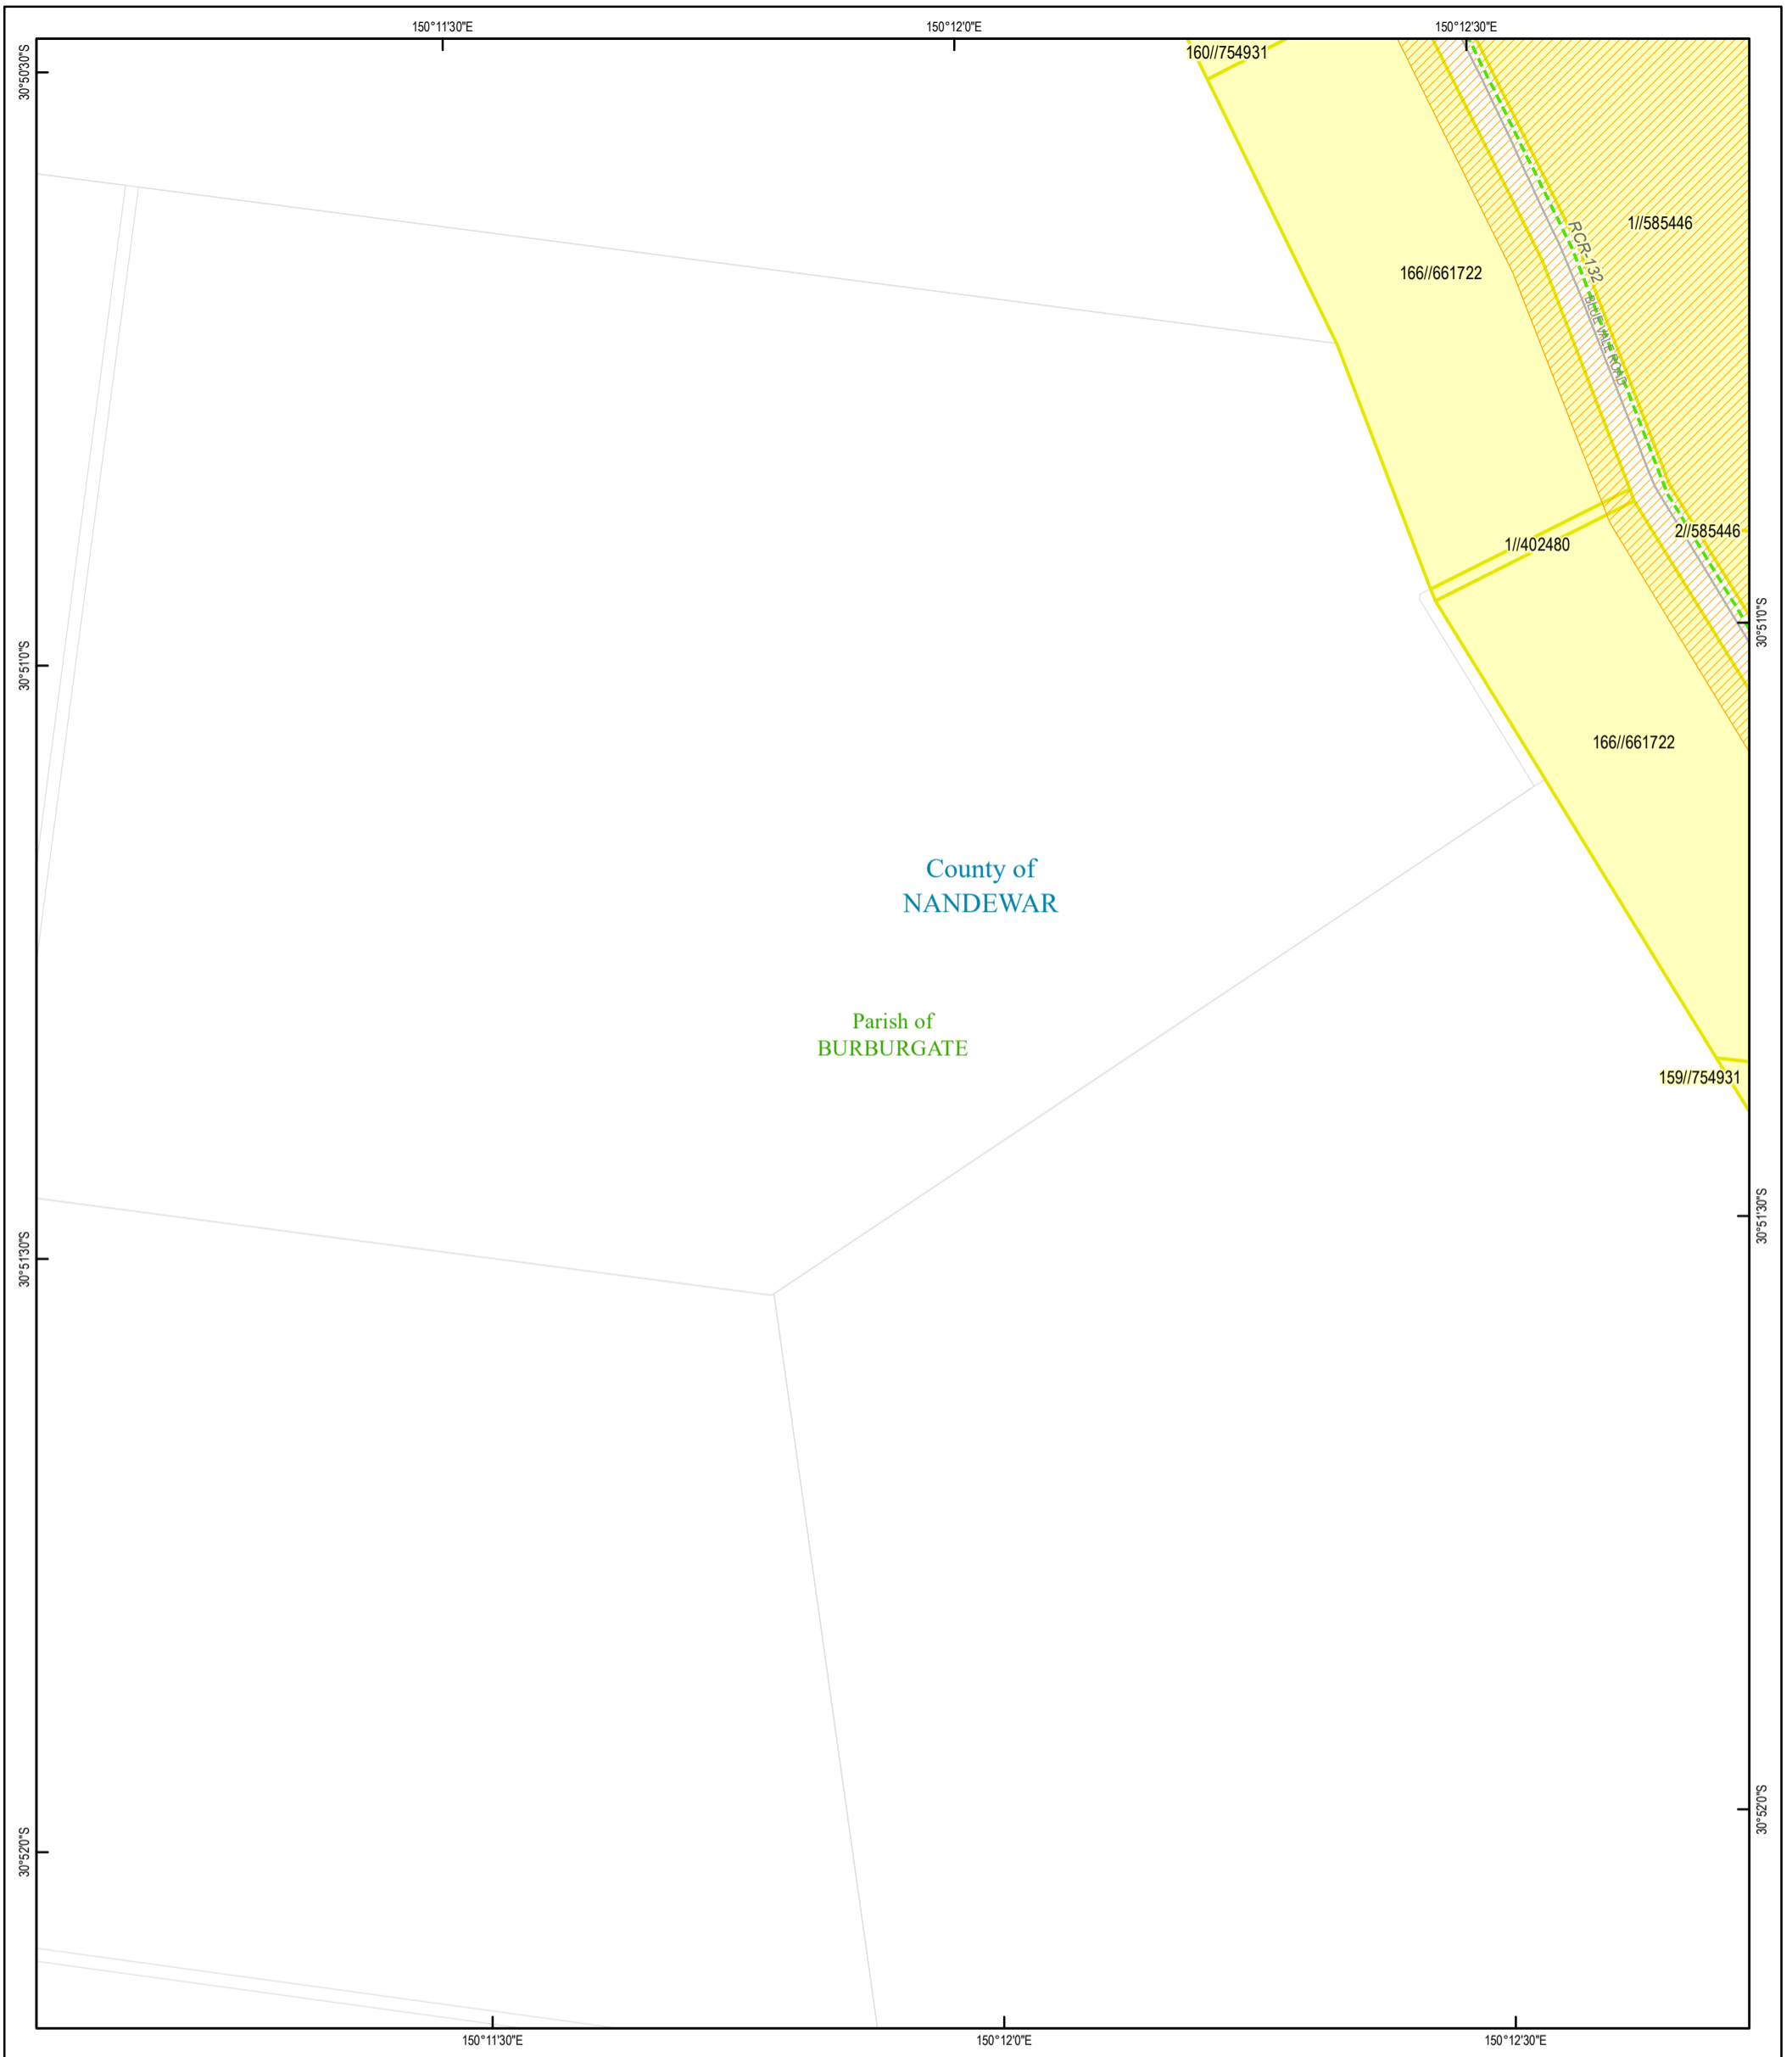 150°11'30"E
150°12'0"E
150°12'30"E
30°50'30"S
160//754931
1//585446
RCR-132
166//661722
BLUE VALE ROAD
2//585446
1//402480
30°51'0"S
30°51'0"S
166//661722
County of
NANDEWAR
Parish of
BURBURGATE
159//754931
30°51'30"S
30°51'30"S
30°52'0"S
30°52'0"S
150°11'30"E
150°12'0"E
150°12'30"E